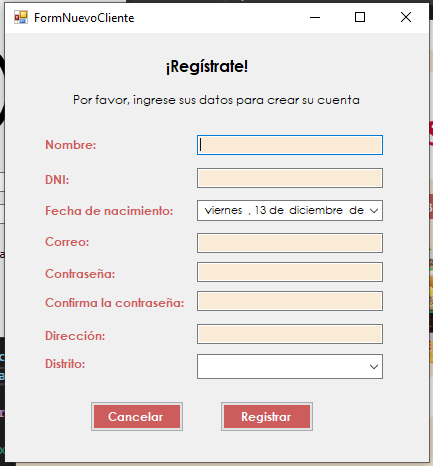 FormNuevoCliente
¡Regístrate!
Por favor, ingrese sus datos para crear su cuenta
Nombre:
DNI:
Fecha de nacimiento: viernes , 13 de diciembre de
Correo:
Contraseña:
Confirma la contraseña:
Dirección:
Distrito:
Cancelar Registrar